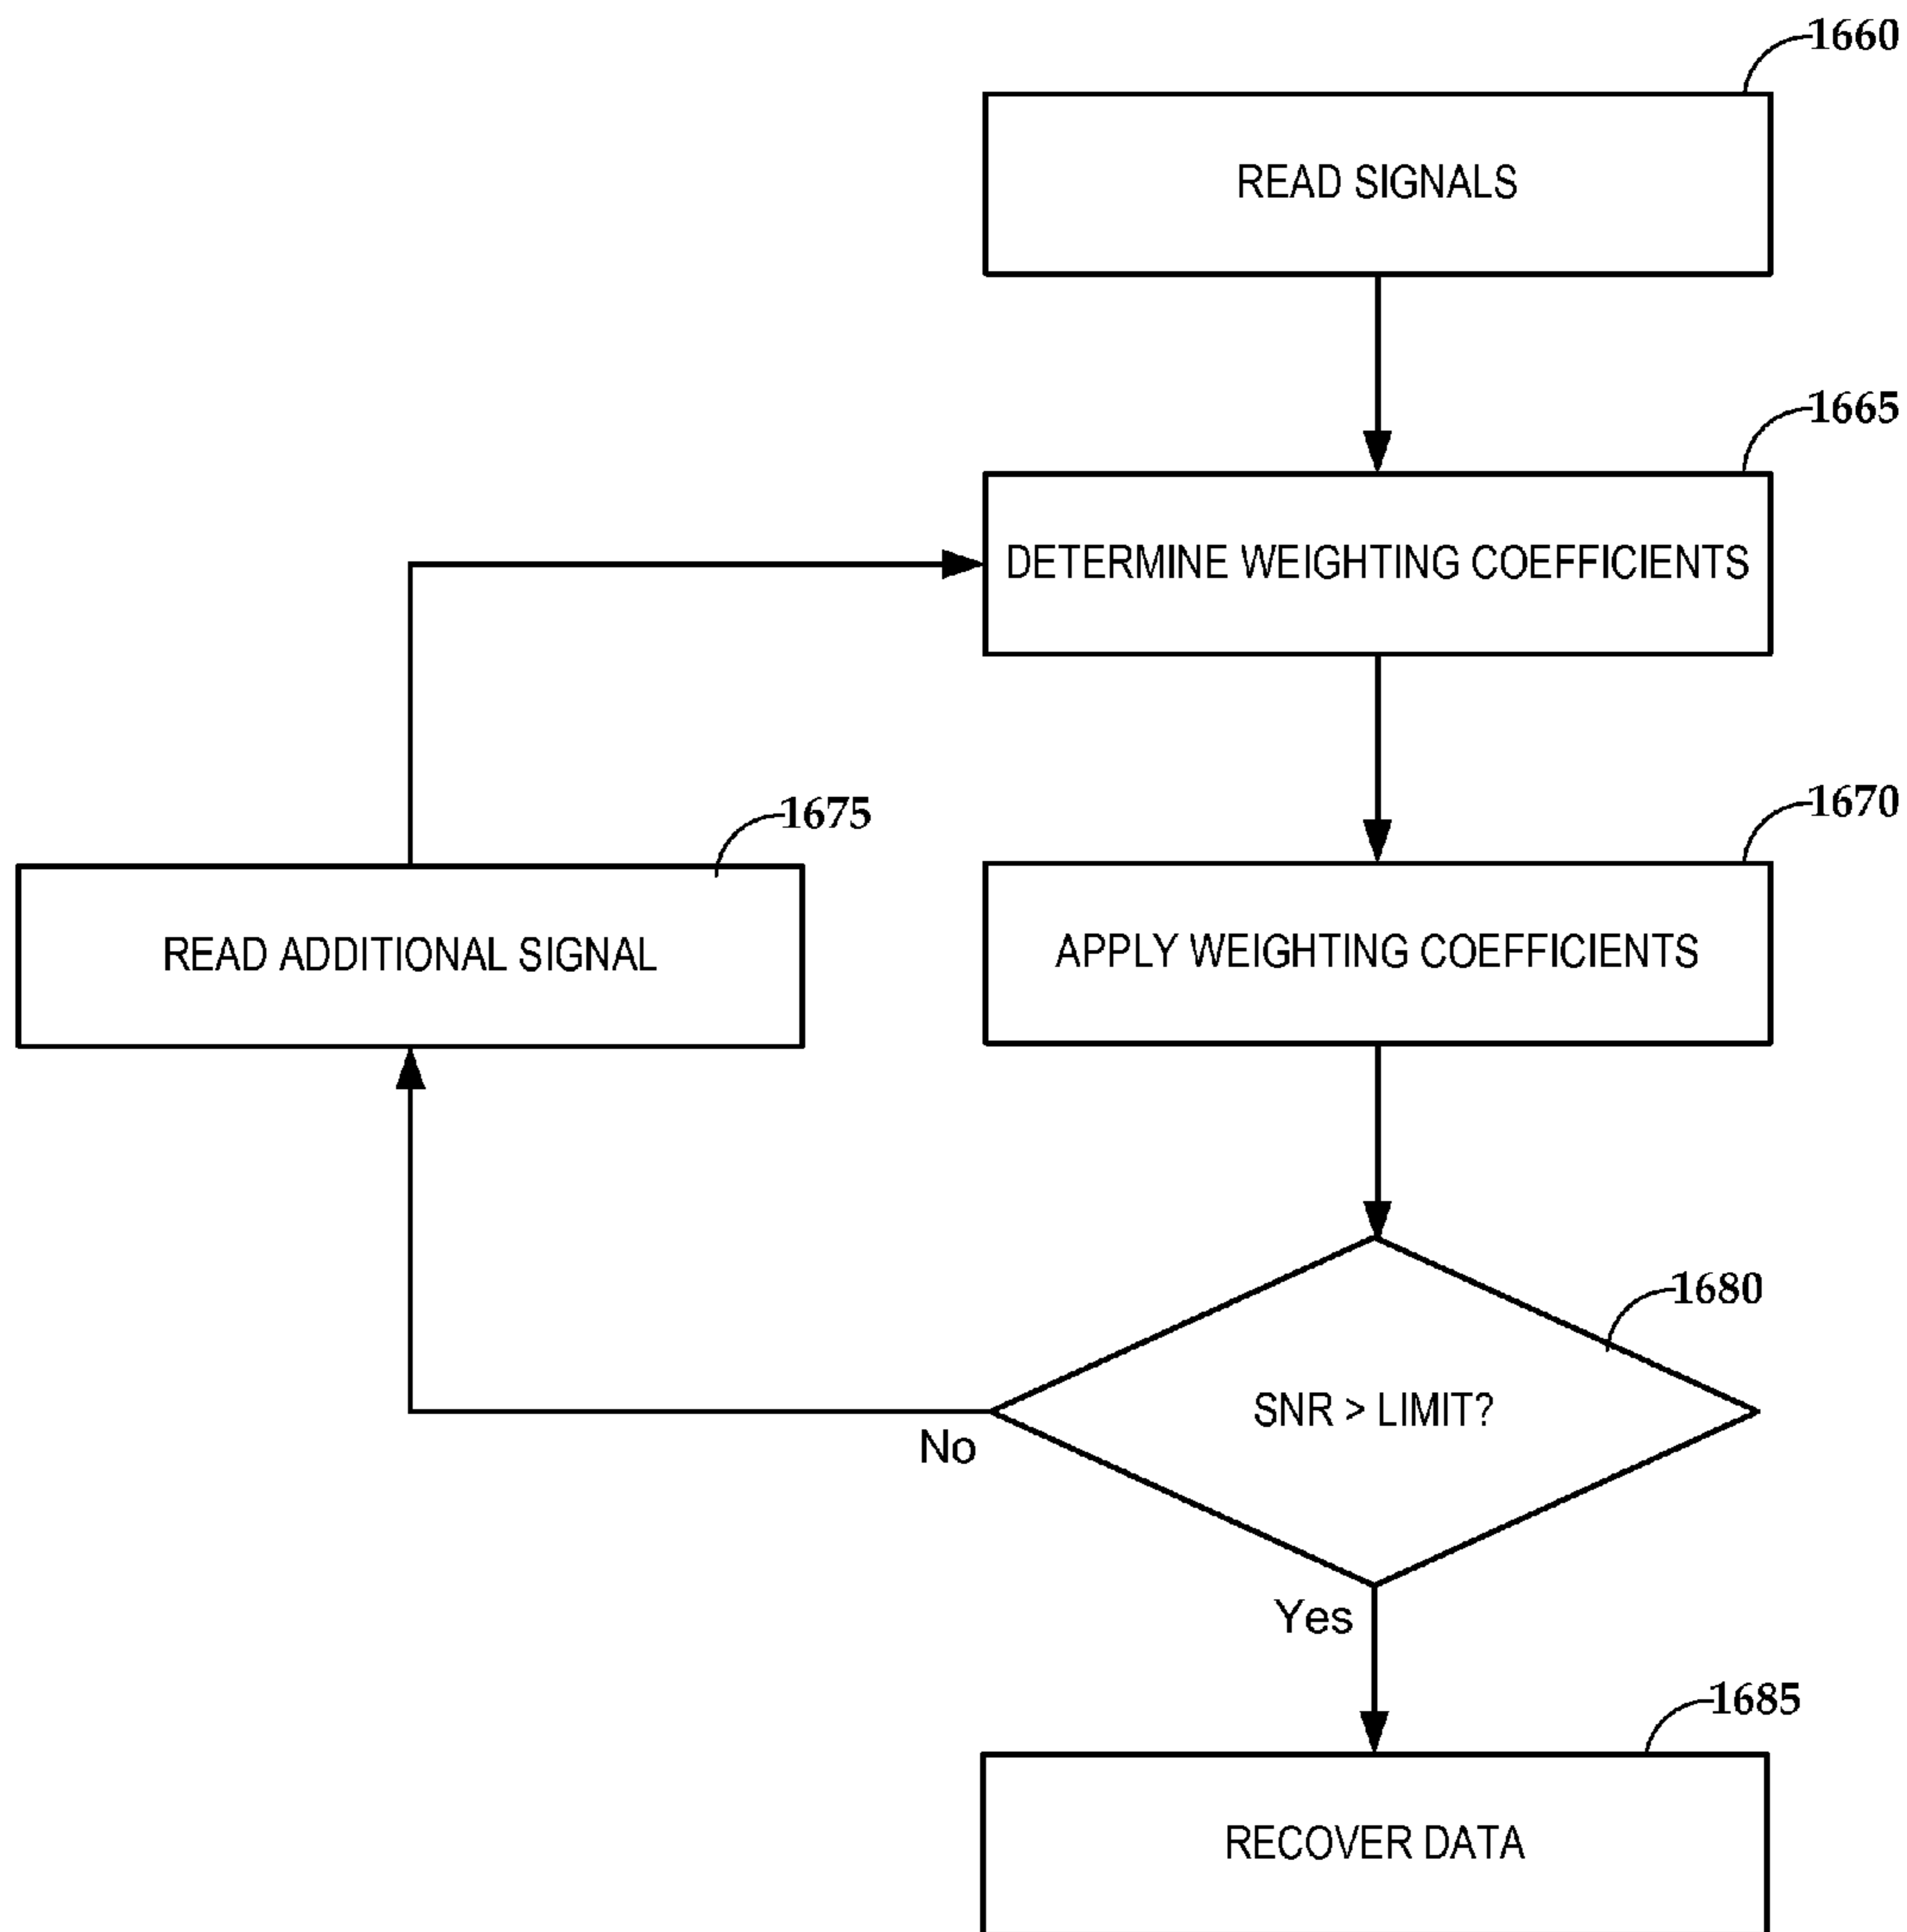 1660
READ SIGNALS
1665
DETERMINE WEIGHTING COEFFICIENTS
1675
1670
READ ADDITIONAL SIGNAL
APPLY WEIGHTING COEFFICIENTS
1680
SNR > LIMIT?
No
Yes
1685
RECOVER DATA